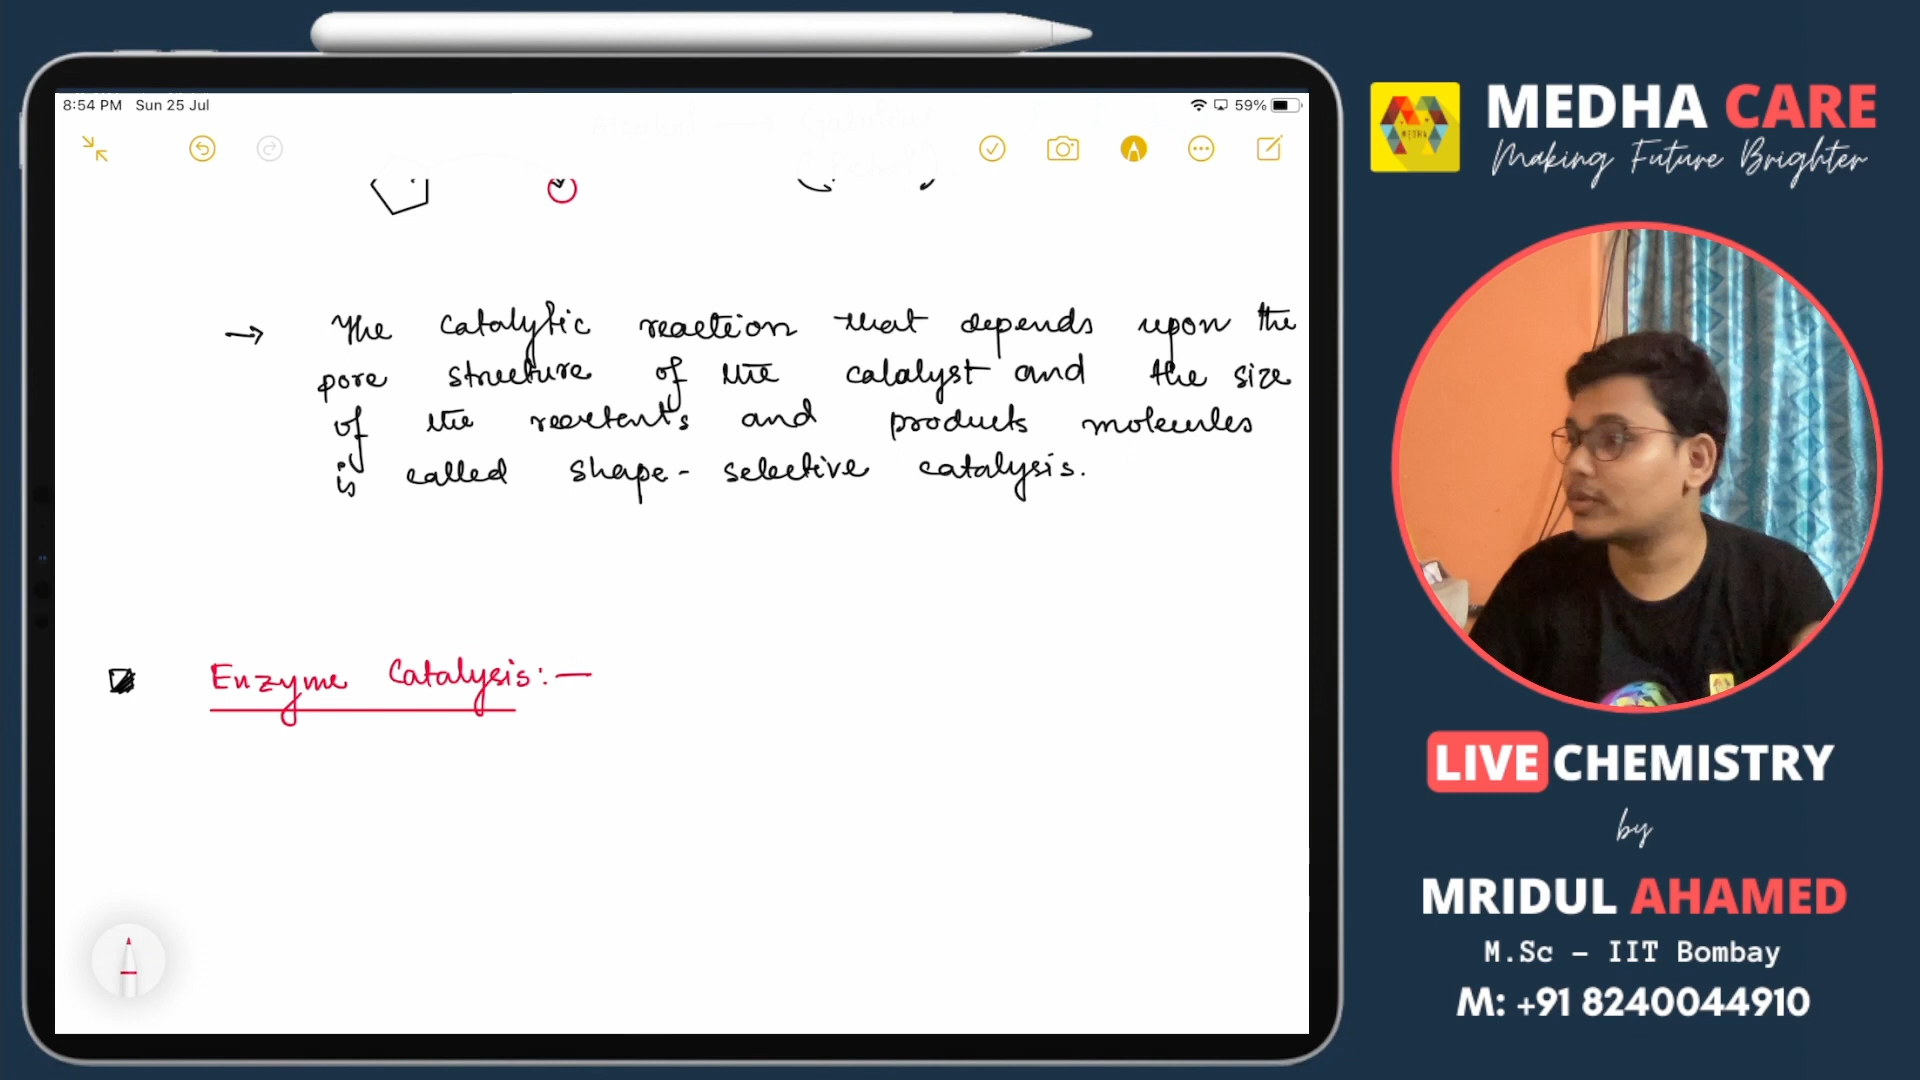 8:54 PM Sun 25 Jul
59%
→ The catalytic reaction that depends upon the
pore structure of the catalyst and the size
of the reactents and products molecules
is called shape-selective catalysis.
Enzyme Catalysis:—
MEDHA CARE
Making Future Brighter
MEDHA
LIVE CHEMISTRY
by
MRIDUL AHAMED
M.Sc - IIT Bombay
M: +91 8240044910